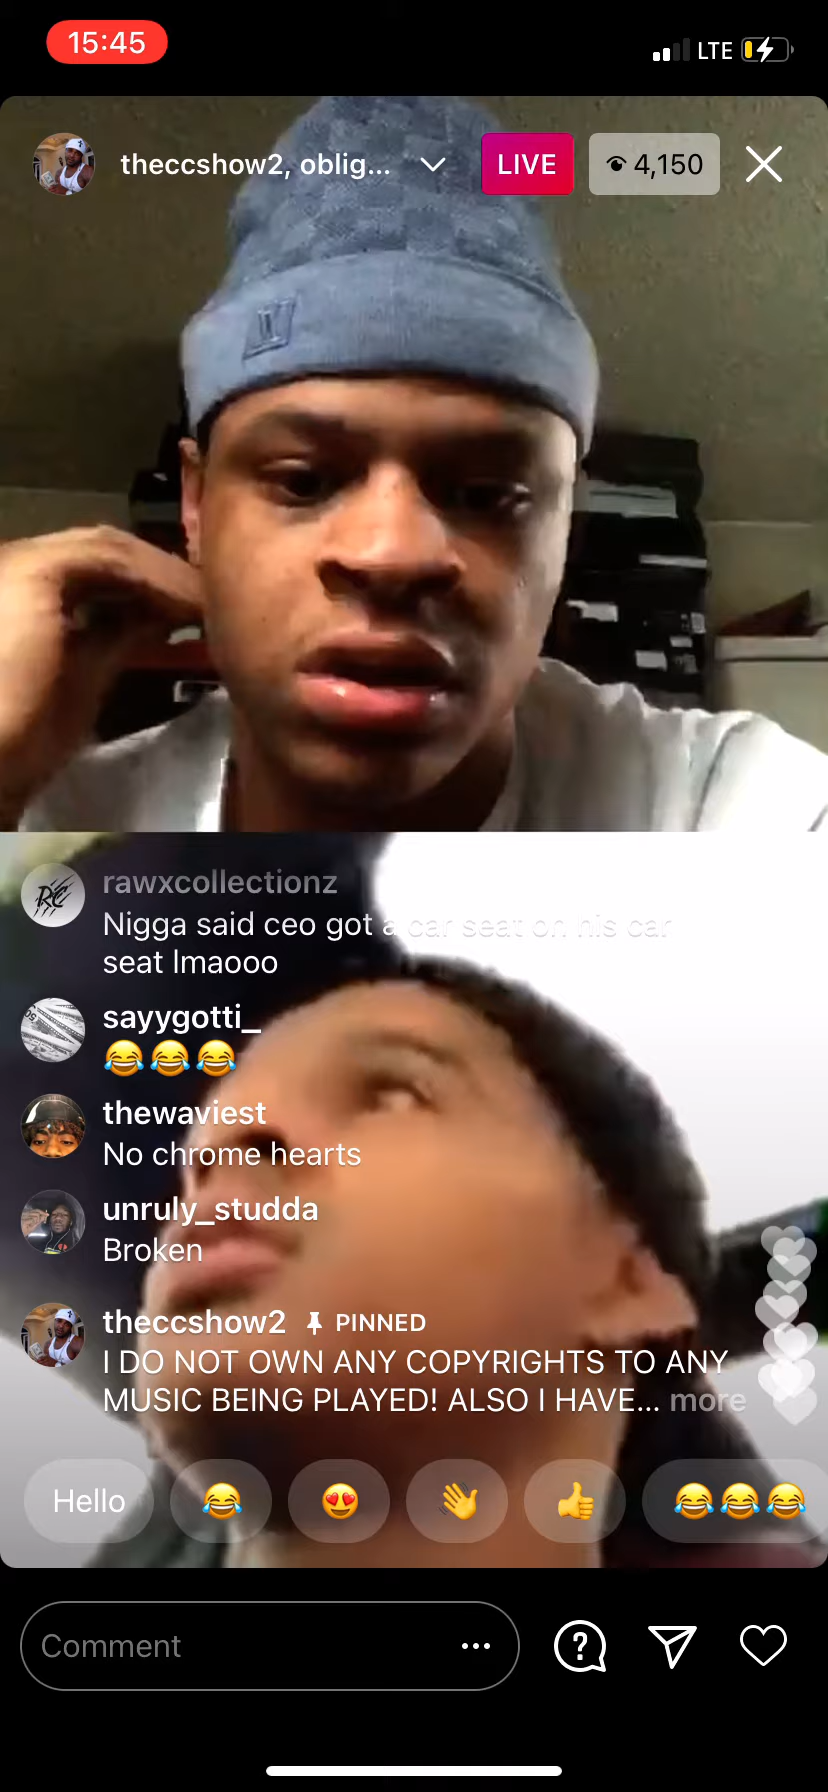 15:45
LTE
theccshow2, oblig...
LIVE
4,150
rawxcollectionz
Nigga said ceo got a car seat on his car
seat lmaooo
sayygotti_
😂😂😂
thewaviest
No chrome hearts
unruly_studda
Broken
theccshow2 PINNED
I DO NOT OWN ANY COPYRIGHTS TO ANY
MUSIC BEING PLAYED! ALSO I HAVE... more
Hello 😂 😍 👋 👍 😂😂😂
Comment